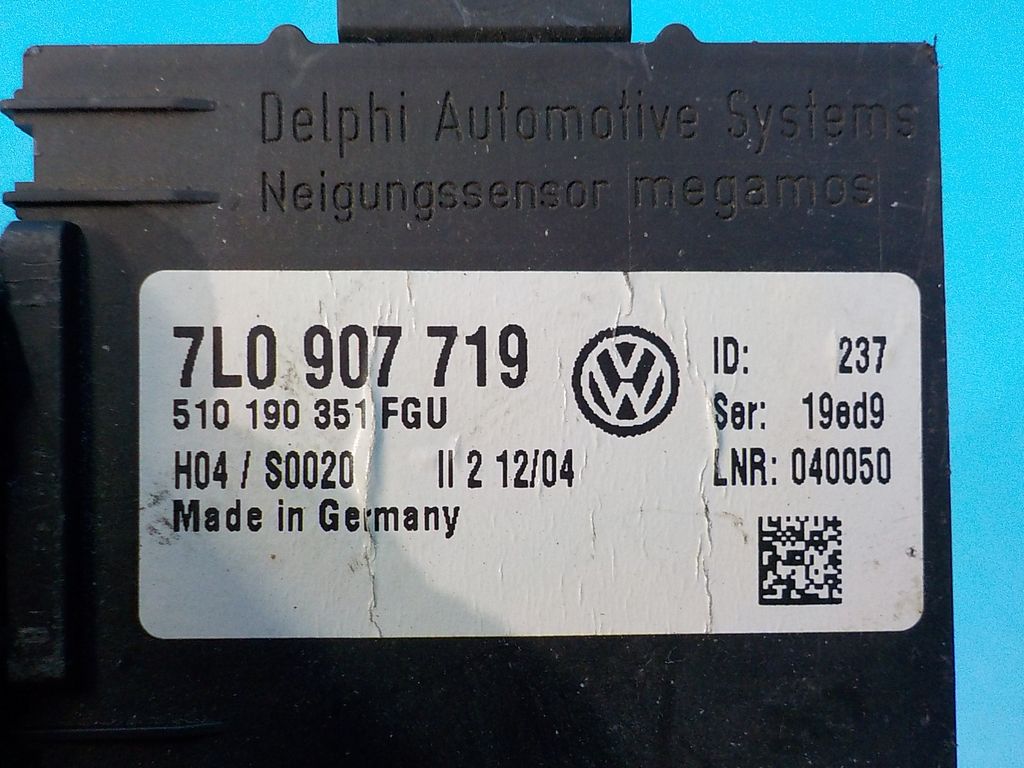 Delphi Automotive Systems
Neigungssensor megamos
7L0 907 719
510 190 351 FGU
H04 / S0020 II 2 12/04
Made in Germany
VW
ID: 237
Ser: 19ed9
LNR: 040050